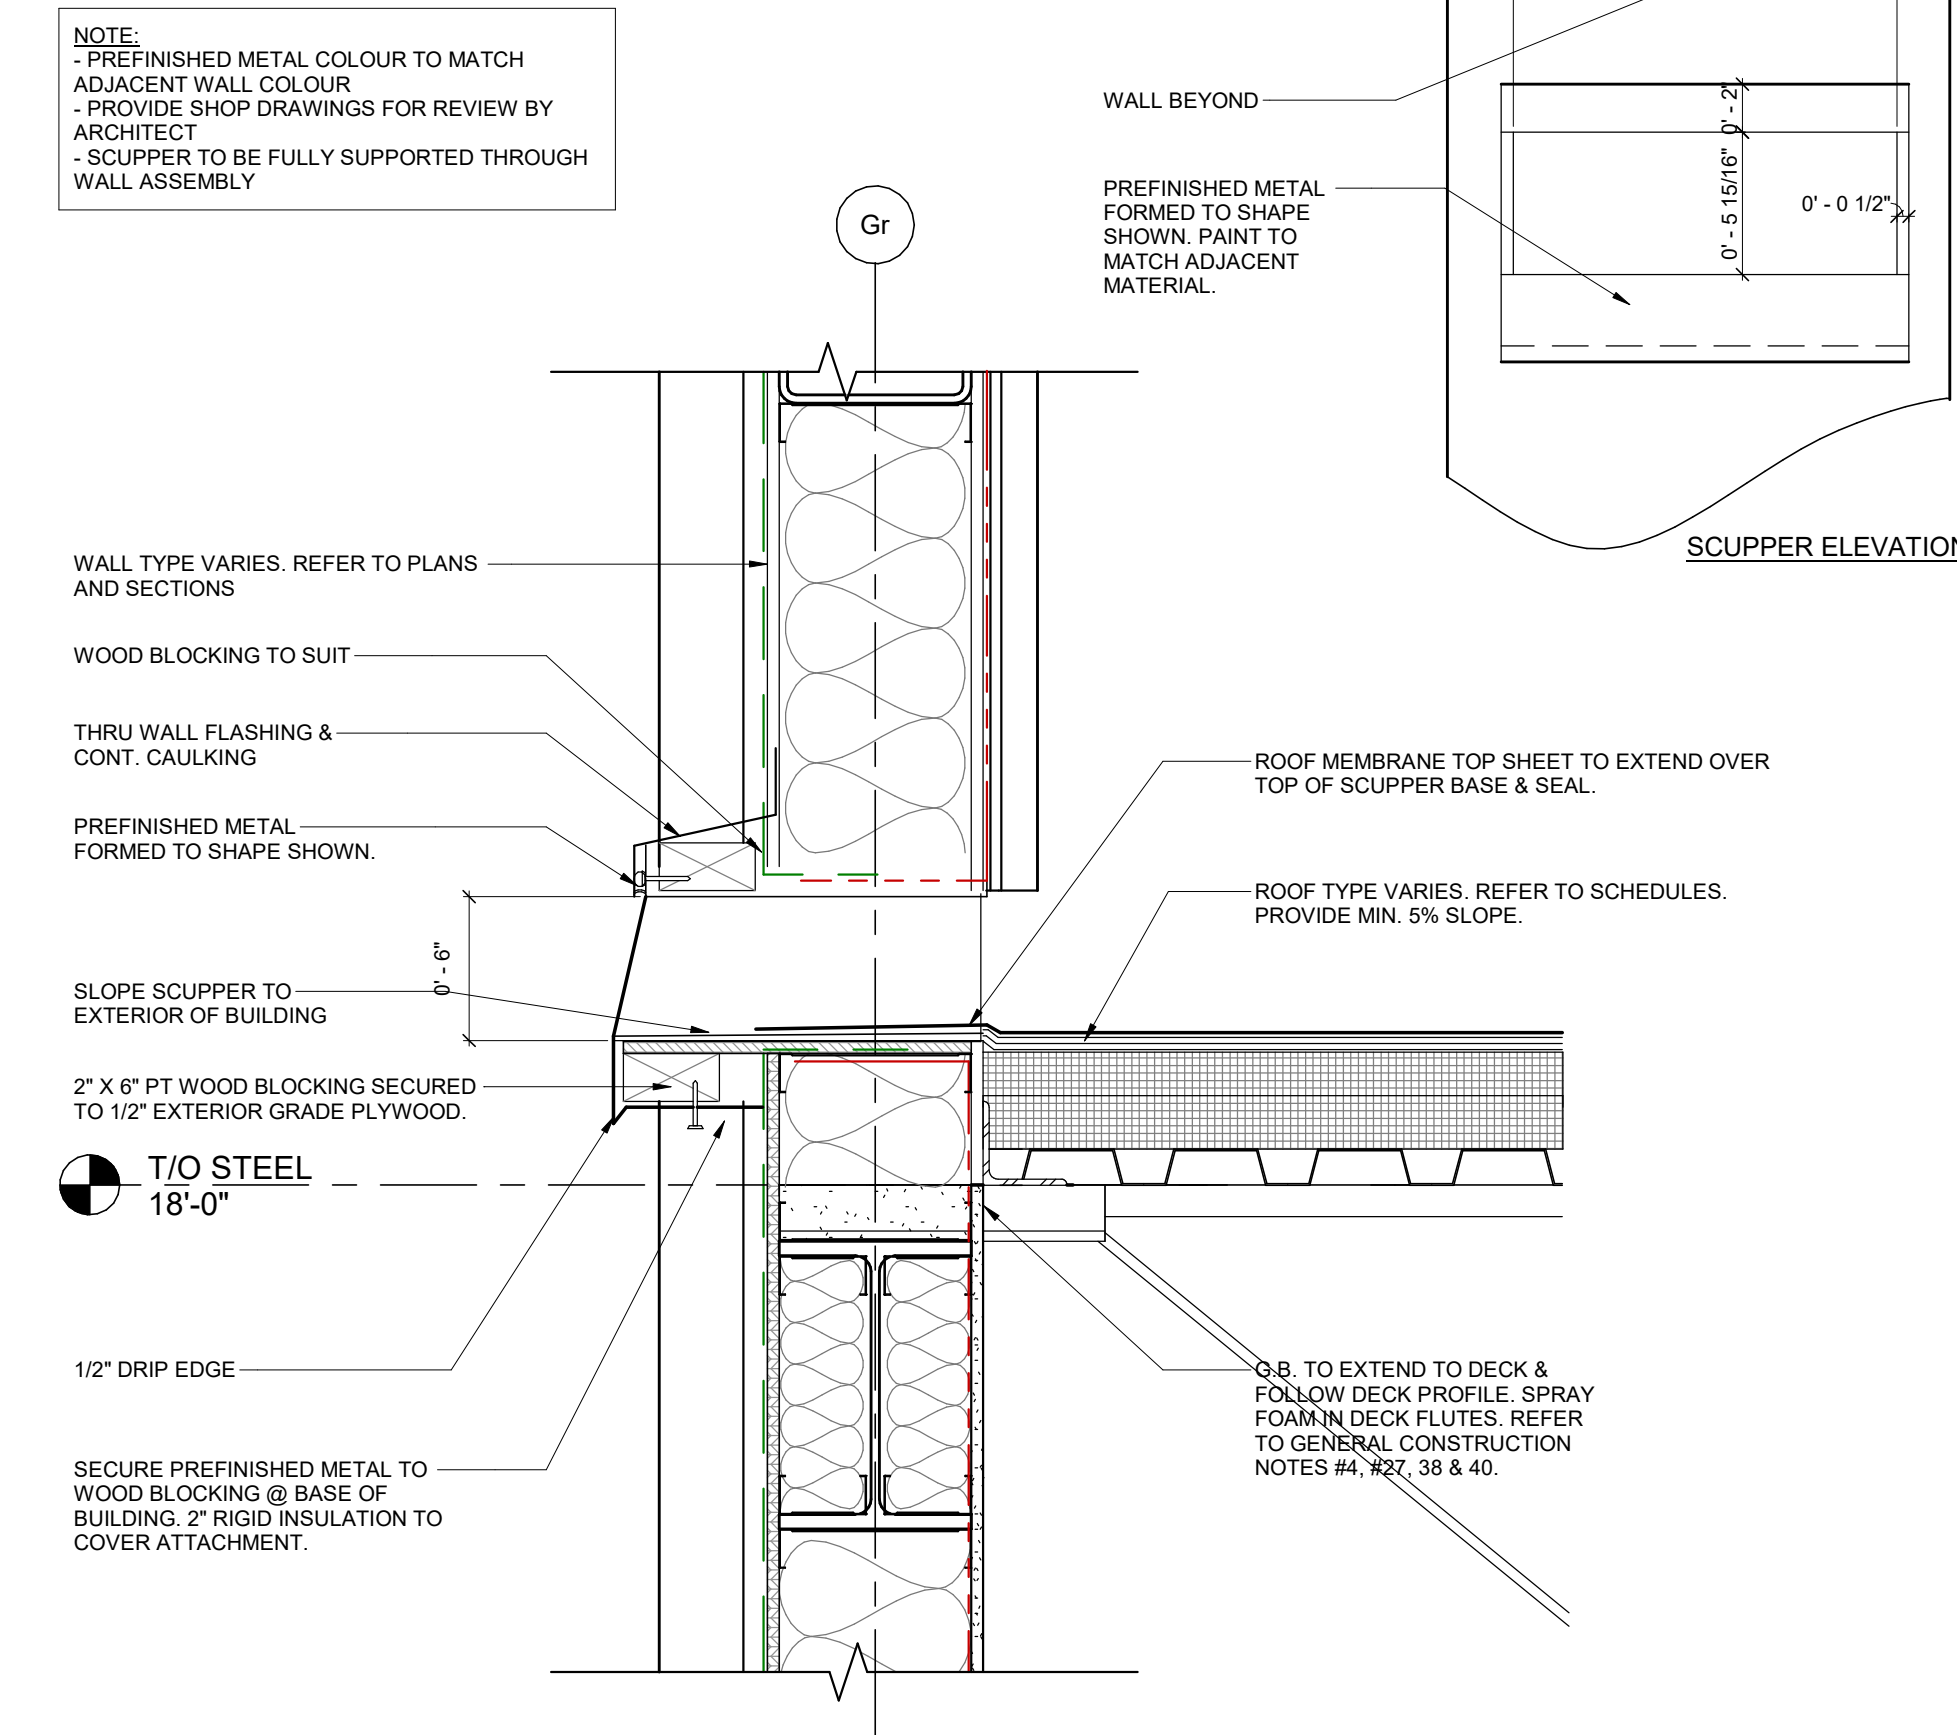 NOTE:
- PREFINISHED METAL COLOUR TO MATCH
ADJACENT WALL COLOUR
- PROVIDE SHOP DRAWINGS FOR REVIEW BY
ARCHITECT
- SCUPPER TO BE FULLY SUPPORTED THROUGH
WALL ASSEMBLY
Gr
WALL BEYOND
PREFINISHED METAL
FORMED TO SHAPE
SHOWN. PAINT TO
MATCH ADJACENT
MATERIAL.
0' - 2"
0' - 5 15/16"
0' - 0 1/2"
SCUPPER ELEVATION
WALL TYPE VARIES. REFER TO PLANS
AND SECTIONS
WOOD BLOCKING TO SUIT
THRU WALL FLASHING &
CONT. CAULKING
PREFINISHED METAL
FORMED TO SHAPE SHOWN.
0' - 6"
SLOPE SCUPPER TO
EXTERIOR OF BUILDING
2" X 6" PT WOOD BLOCKING SECURED
TO 1/2" EXTERIOR GRADE PLYWOOD.
T/O STEEL
18'-0"
1/2" DRIP EDGE
SECURE PREFINISHED METAL TO
WOOD BLOCKING @ BASE OF
BUILDING. 2" RIGID INSULATION TO
COVER ATTACHMENT.
ROOF MEMBRANE TOP SHEET TO EXTEND OVER
TOP OF SCUPPER BASE & SEAL.
ROOF TYPE VARIES. REFER TO SCHEDULES.
PROVIDE MIN. 5% SLOPE.
G.B. TO EXTEND TO DECK &
FOLLOW DECK PROFILE. SPRAY
FOAM IN DECK FLUTES. REFER
TO GENERAL CONSTRUCTION
NOTES #4, #27, 38 & 40.